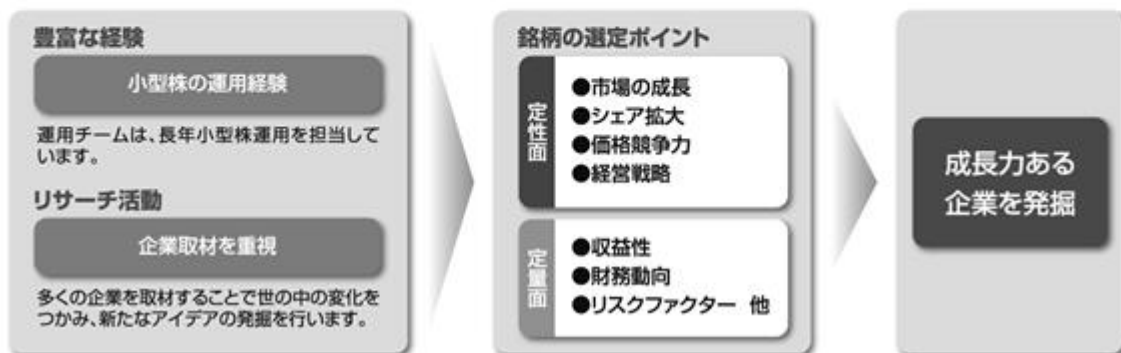 豊富な経験
小型株の運用経験
運用チームは、長年小型株運用を担当して
います。
リサーチ活動
企業取材を重視
多くの企業を取材することで世の中の変化を
つかみ、新たなアイデアの発掘を行います。
銘柄の選定ポイント
定性面
●市場の成長
●シェア拡大
●価格競争力
●経営戦略
定量面
●収益性
●財務動向
●リスクファクター 他
成長力ある
企業を発掘